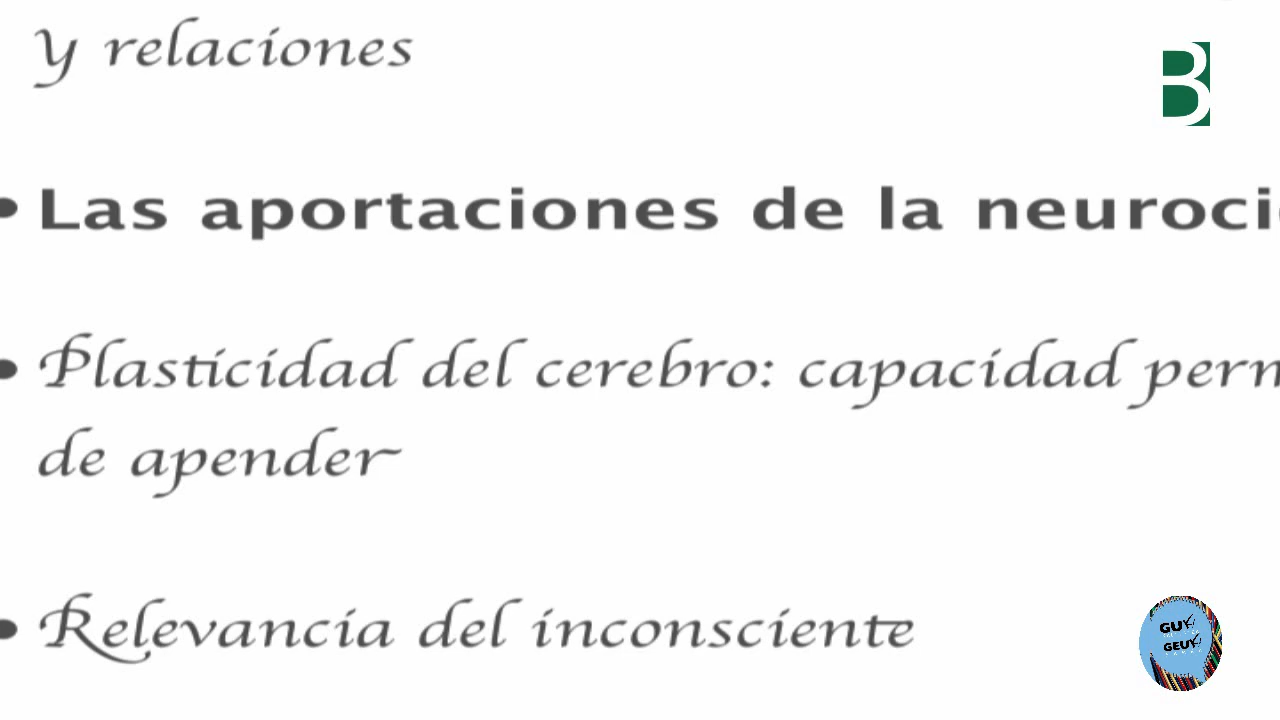 y relaciones
B
• Las aportaciones de la neuroci
• Plasticidad del cerebro: capacidad perm
de apender
• Relevancia del inconsciente
GUY
GEUY